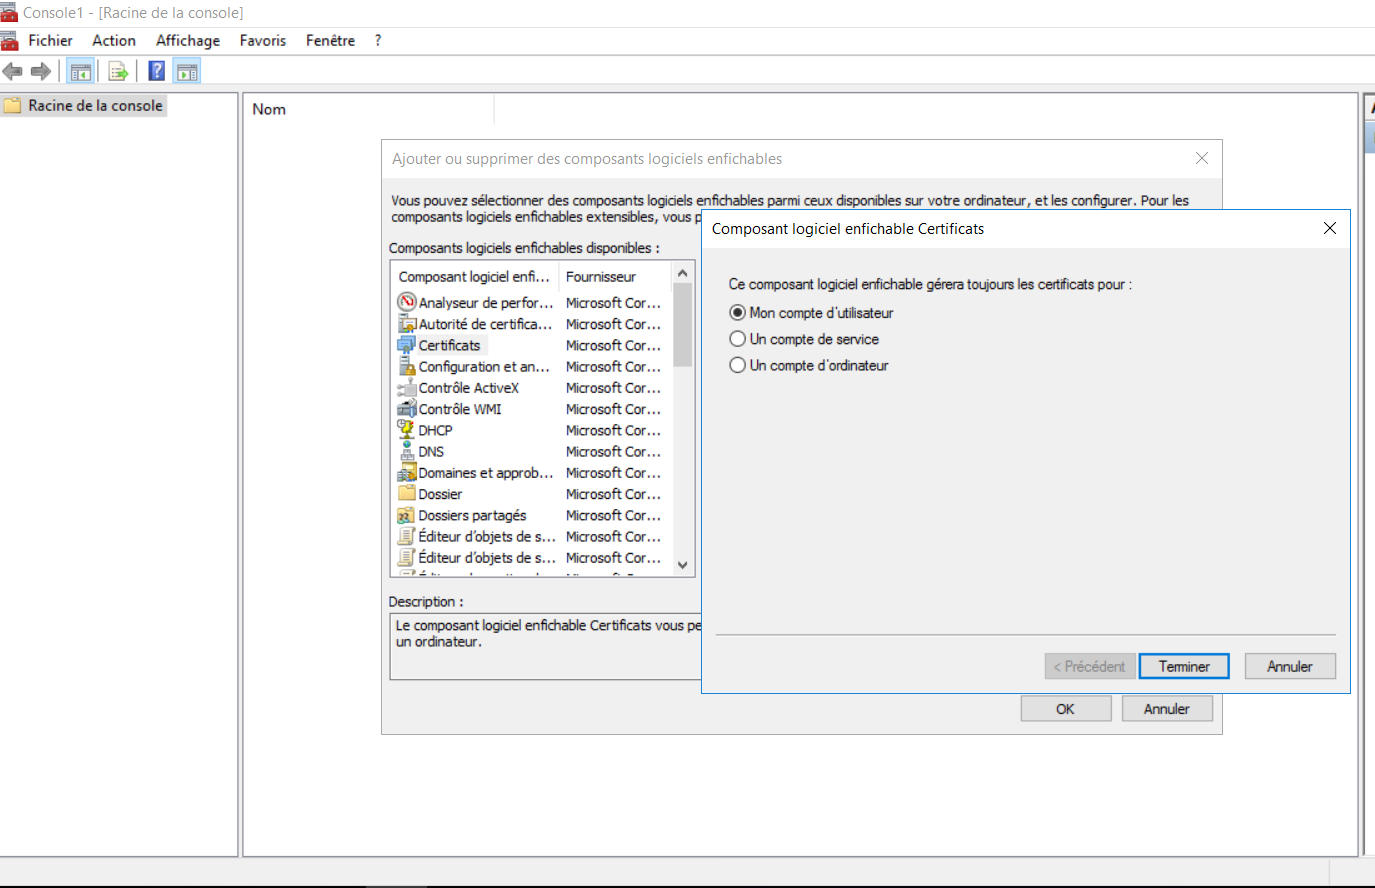 Console1 - [Racine de la console]
Fichier Action Affichage Favoris Fenêtre ?
Racine de la console
Nom
Ajouter ou supprimer des composants logiciels enfichables
Vous pouvez sélectionner des composants logiciels enfichables parmi ceux disponibles sur votre ordinateur, et les configurer. Pour les
composants logiciels enfichables extensibles, vous p
Composants logiciels enfichables disponibles :
Composant logiciel enfi... Fournisseur
Analyseur de perfor... Microsoft Cor...
Autorité de certifica... Microsoft Cor...
Certificats Microsoft Cor...
Configuration et an... Microsoft Cor...
Contrôle ActiveX Microsoft Cor...
Contrôle WMI Microsoft Cor...
DHCP Microsoft Cor...
DNS Microsoft Cor...
Domaines et approb... Microsoft Cor...
Dossier Microsoft Cor...
Dossiers partagés Microsoft Cor...
Éditeur d'objets de s... Microsoft Cor...
Éditeur d'objets de s... Microsoft Cor...
Description :
Le composant logiciel enfichable Certificats vous pe
un ordinateur.
OK Annuler
Composant logiciel enfichable Certificats
Ce composant logiciel enfichable gérera toujours les certificats pour :
Mon compte d'utilisateur
Un compte de service
Un compte d'ordinateur
< Précédent Terminer Annuler